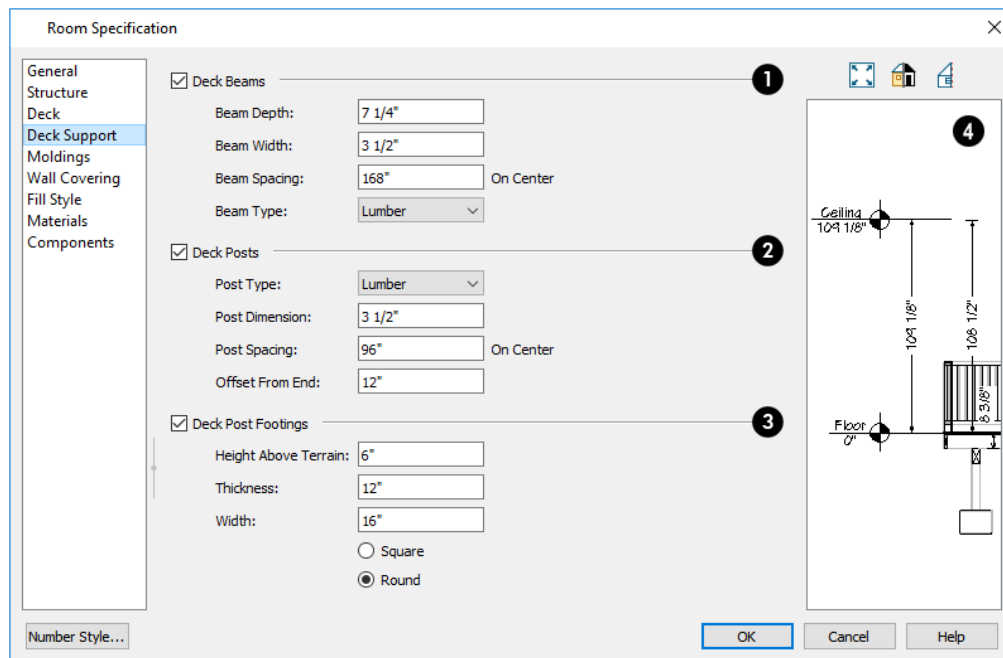 Room Specification
General
Structure
Deck
Deck Support
Moldings
Wall Covering
Fill Style
Materials
Components
Deck Beams
1
Beam Depth: 7 1/4"
Beam Width: 3 1/2"
Beam Spacing: 168" On Center
Beam Type: Lumber
Deck Posts
2
Post Type: Lumber
Post Dimension: 3 1/2"
Post Spacing: 96" On Center
Offset From End: 12"
Deck Post Footings
3
Height Above Terrain: 6"
Thickness: 12"
Width: 16"
Square
Round
4
Ceiling
109 1/8"
109 1/8"
108 1/2"
8 3/8"
Floor
0"
Number Style...
OK
Cancel
Help